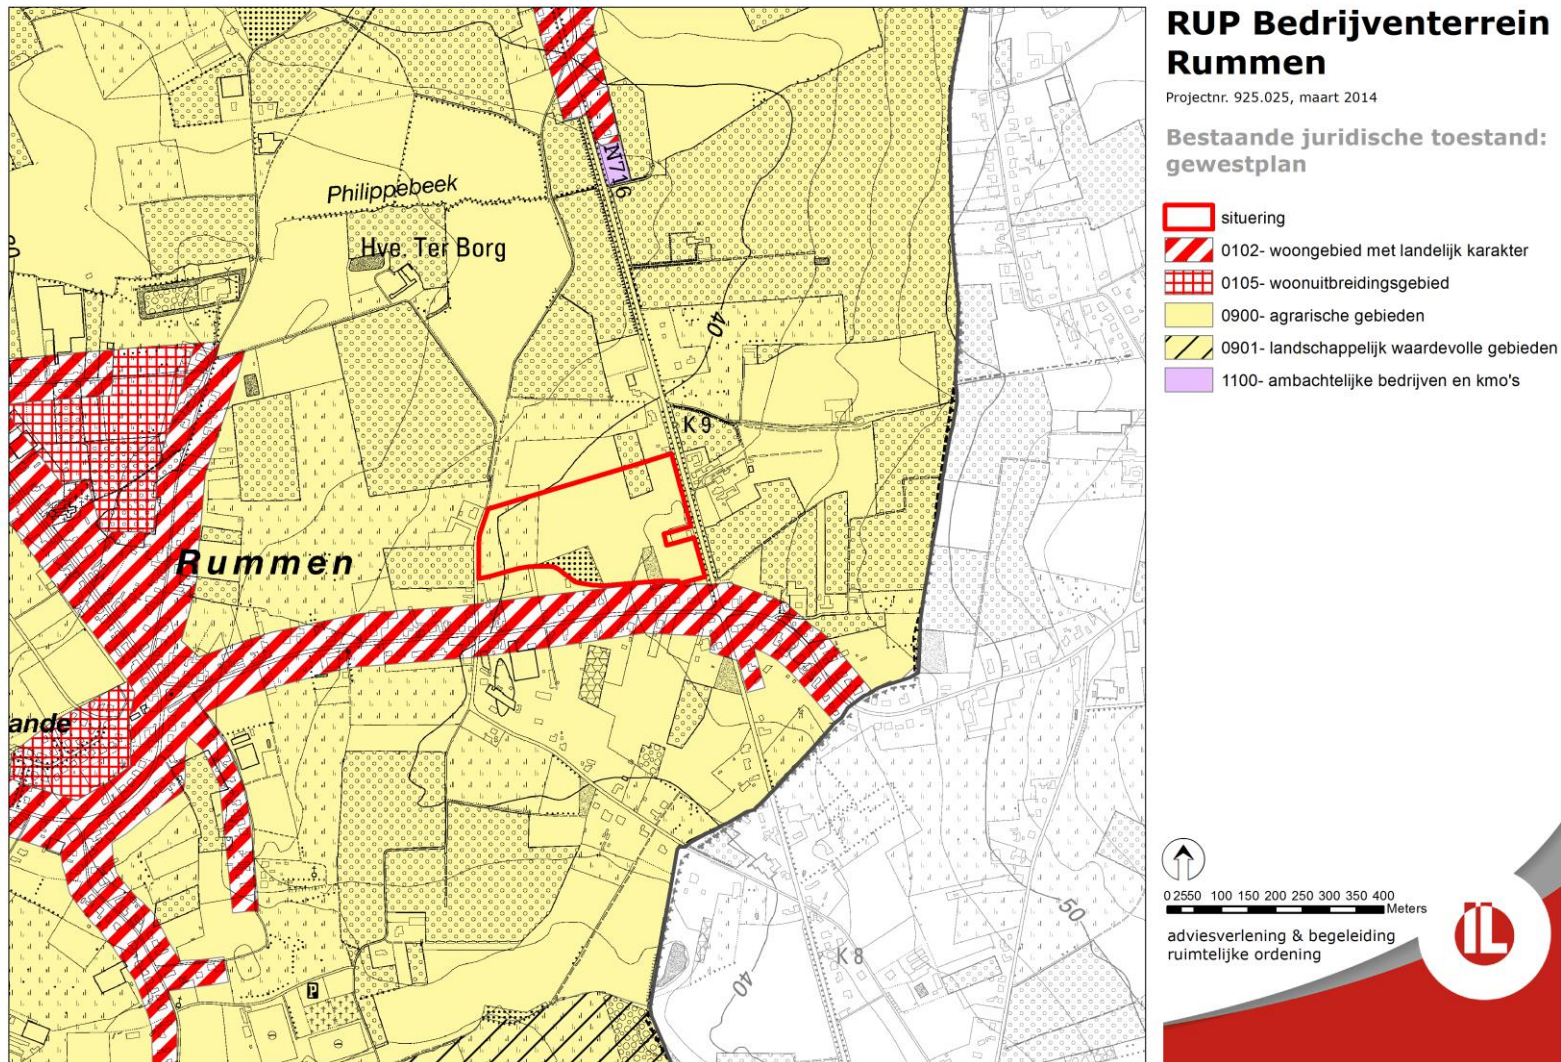 RUP Bedrijventerrein
Rummen
Projectnr. 925.025, maart 2014
Bestaande juridische toestand:
gewestplan
situering
0102- woongebied met landelijk karakter
0105- woonuitbreidingsgebied
0900- agrarische gebieden
0901- landschappelijk waardevolle gebieden
1100- ambachtelijke bedrijven en kmo's
N716
Philippebeek
Hve. Ter Borg
40
K 9
Rummen
ande
50
K 8
40
P
0 25 50 100 150 200 250 300 350 400
Meters
adviesverlening & begeleiding
ruimtelijke ordening
IL